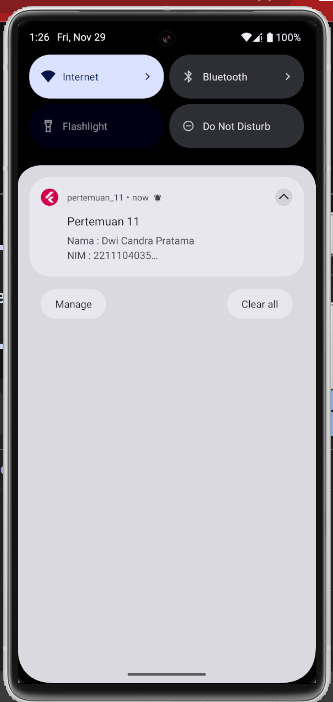 1:26 Fri, Nov 29 100%
Internet
Bluetooth
Flashlight
Do Not Disturb
pertemuan_11 • now
Pertemuan 11
Nama : Dwi Candra Pratama
NIM : 2211104035...
Manage
Clear all